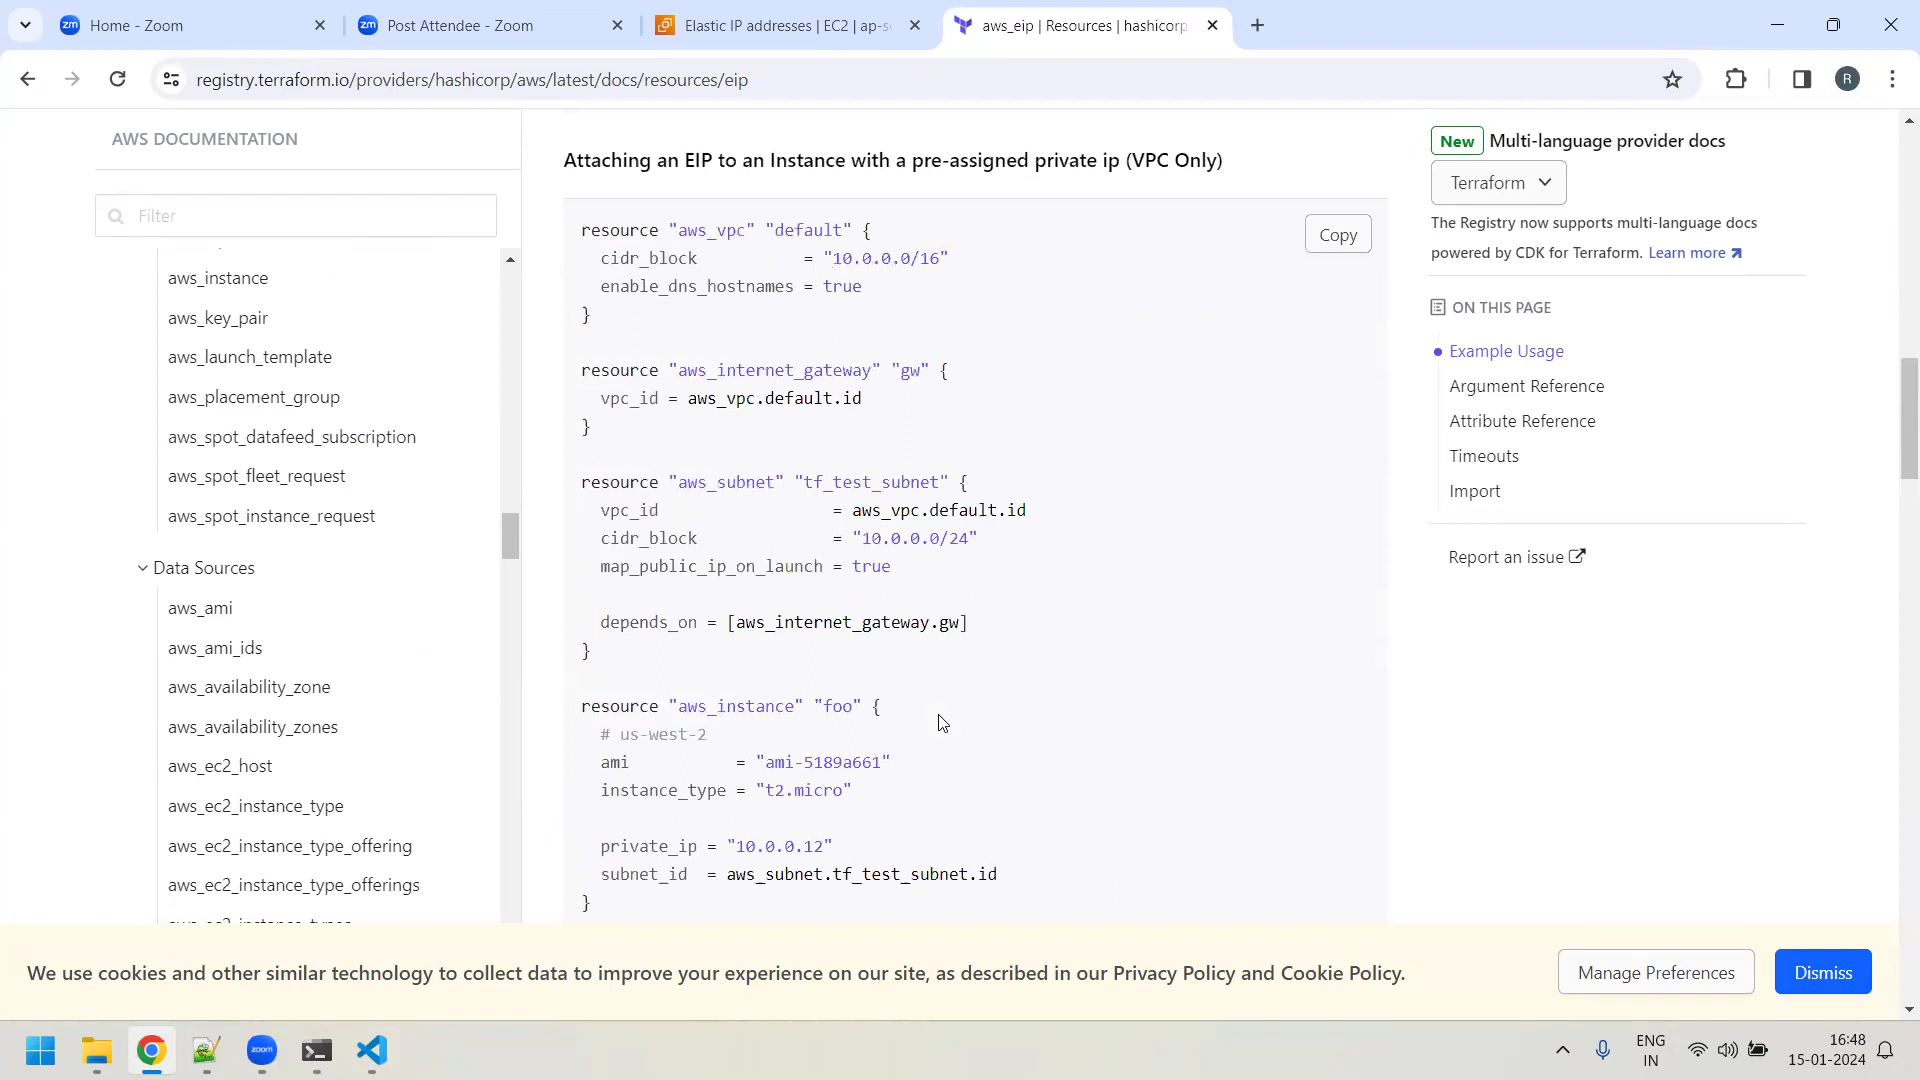 Home - Zoom
Post Attendee - Zoom
Elastic IP addresses | EC2 | ap-s
aws_eip | Resources | hashicorp
registry.terraform.io/providers/hashicorp/aws/latest/docs/resources/eip
R
AWS DOCUMENTATION
Filter
aws_instance
aws_key_pair
aws_launch_template
aws_placement_group
aws_spot_datafeed_subscription
aws_spot_fleet_request
aws_spot_instance_request
Data Sources
aws_ami
aws_ami_ids
aws_availability_zone
aws_availability_zones
aws_ec2_host
aws_ec2_instance_type
aws_ec2_instance_type_offering
aws_ec2_instance_type_offerings
Attaching an EIP to an Instance with a pre-assigned private ip (VPC Only)
Copy
resource "aws_vpc" "default" {
cidr_block = "10.0.0.0/16"
enable_dns_hostnames = true
}
resource "aws_internet_gateway" "gw" {
vpc_id = aws_vpc.default.id
}
resource "aws_subnet" "tf_test_subnet" {
vpc_id = aws_vpc.default.id
cidr_block = "10.0.0.0/24"
map_public_ip_on_launch = true
depends_on = [aws_internet_gateway.gw]
}
resource "aws_instance" "foo" {
# us-west-2
ami = "ami-5189a661"
instance_type = "t2.micro"
private_ip = "10.0.0.12"
subnet_id = aws_subnet.tf_test_subnet.id
}
New Multi-language provider docs
Terraform
The Registry now supports multi-language docs
powered by CDK for Terraform. Learn more
ON THIS PAGE
Example Usage
Argument Reference
Attribute Reference
Timeouts
Import
Report an issue
We use cookies and other similar technology to collect data to improve your experience on our site, as described in our Privacy Policy and Cookie Policy.
Manage Preferences
Dismiss
zoom
ENG
IN
16:48
15-01-2024